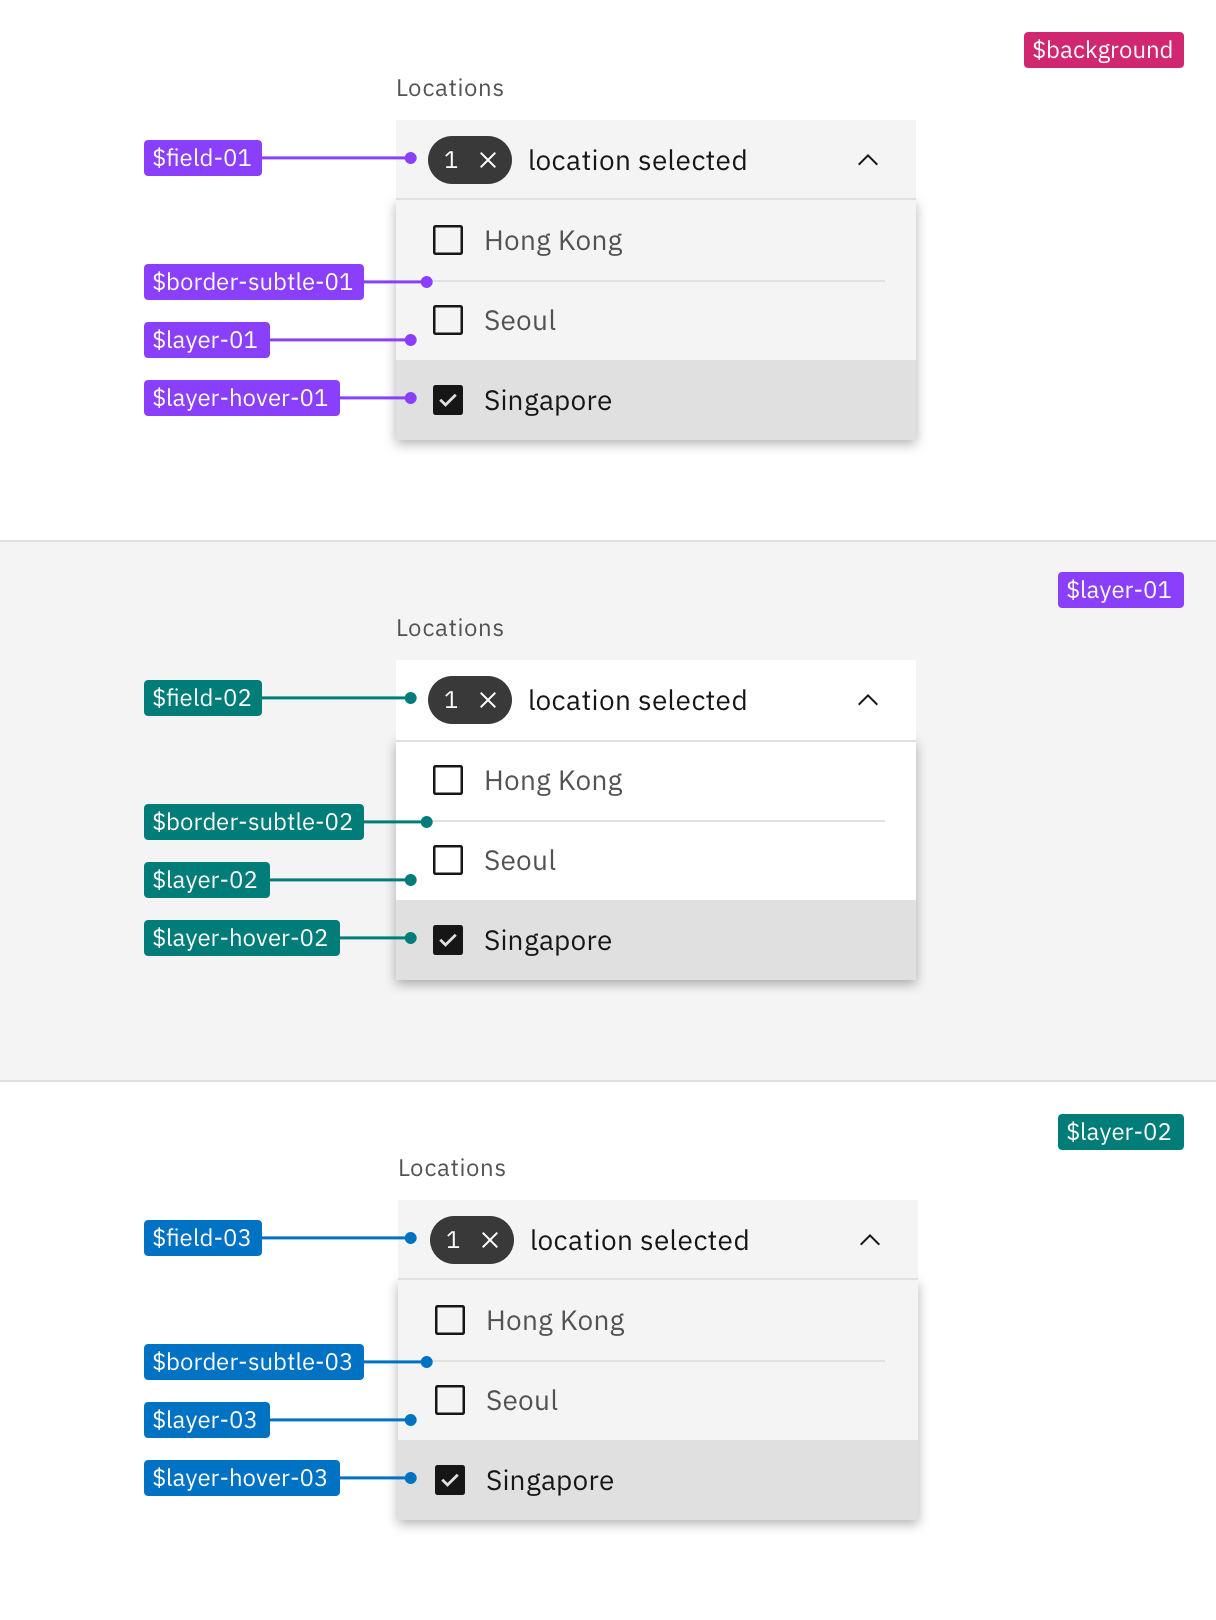 $background
Locations
$field-01
1 location selected
Hong Kong
$border-subtle-01
Seoul
$layer-01
$layer-hover-01
Singapore
$layer-01
Locations
$field-02
1 location selected
Hong Kong
$border-subtle-02
Seoul
$layer-02
$layer-hover-02
Singapore
$layer-02
Locations
$field-03
1 location selected
Hong Kong
$border-subtle-03
Seoul
$layer-03
$layer-hover-03
Singapore